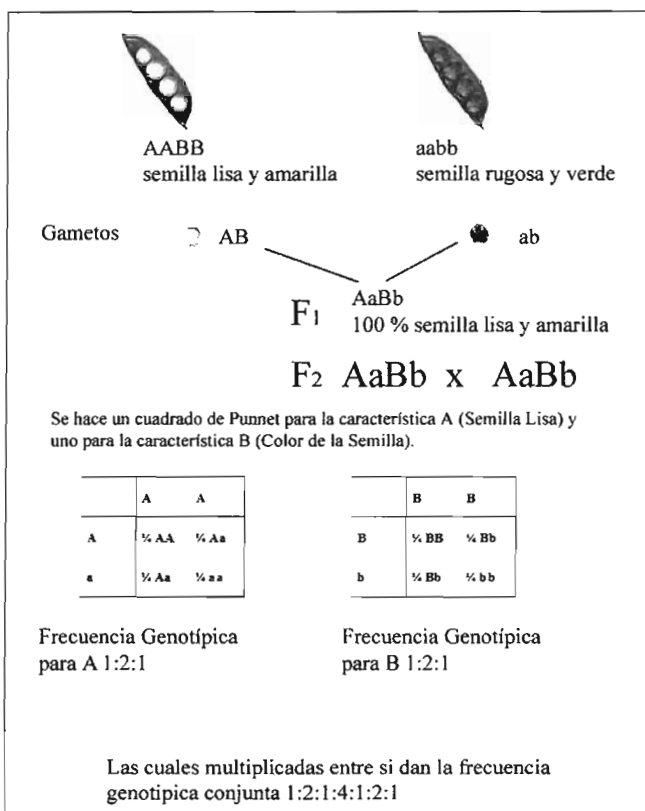 AABB
semilla lisa y amarilla
aabb
semilla rugosa y verde
Gametos AB ab
F1 AaBb
100 % semilla lisa y amarilla
F2 AaBb x AaBb
Se hace un cuadrado de Punnet para la característica A (Semilla Lisa) y
uno para la característica B (Color de la Semilla).
A A
A ¼ AA ¼ Aa
a ¼ Aa ¼ aa
B B
B ¼ BB ¼ Bb
b ¼ Bb ¼ bb
Frecuencia Genotípica
para A 1:2:1
Frecuencia Genotípica
para B 1:2:1
Las cuales multiplicadas entre si dan la frecuencia
genotipica conjunta 1:2:1:4:1:2:1